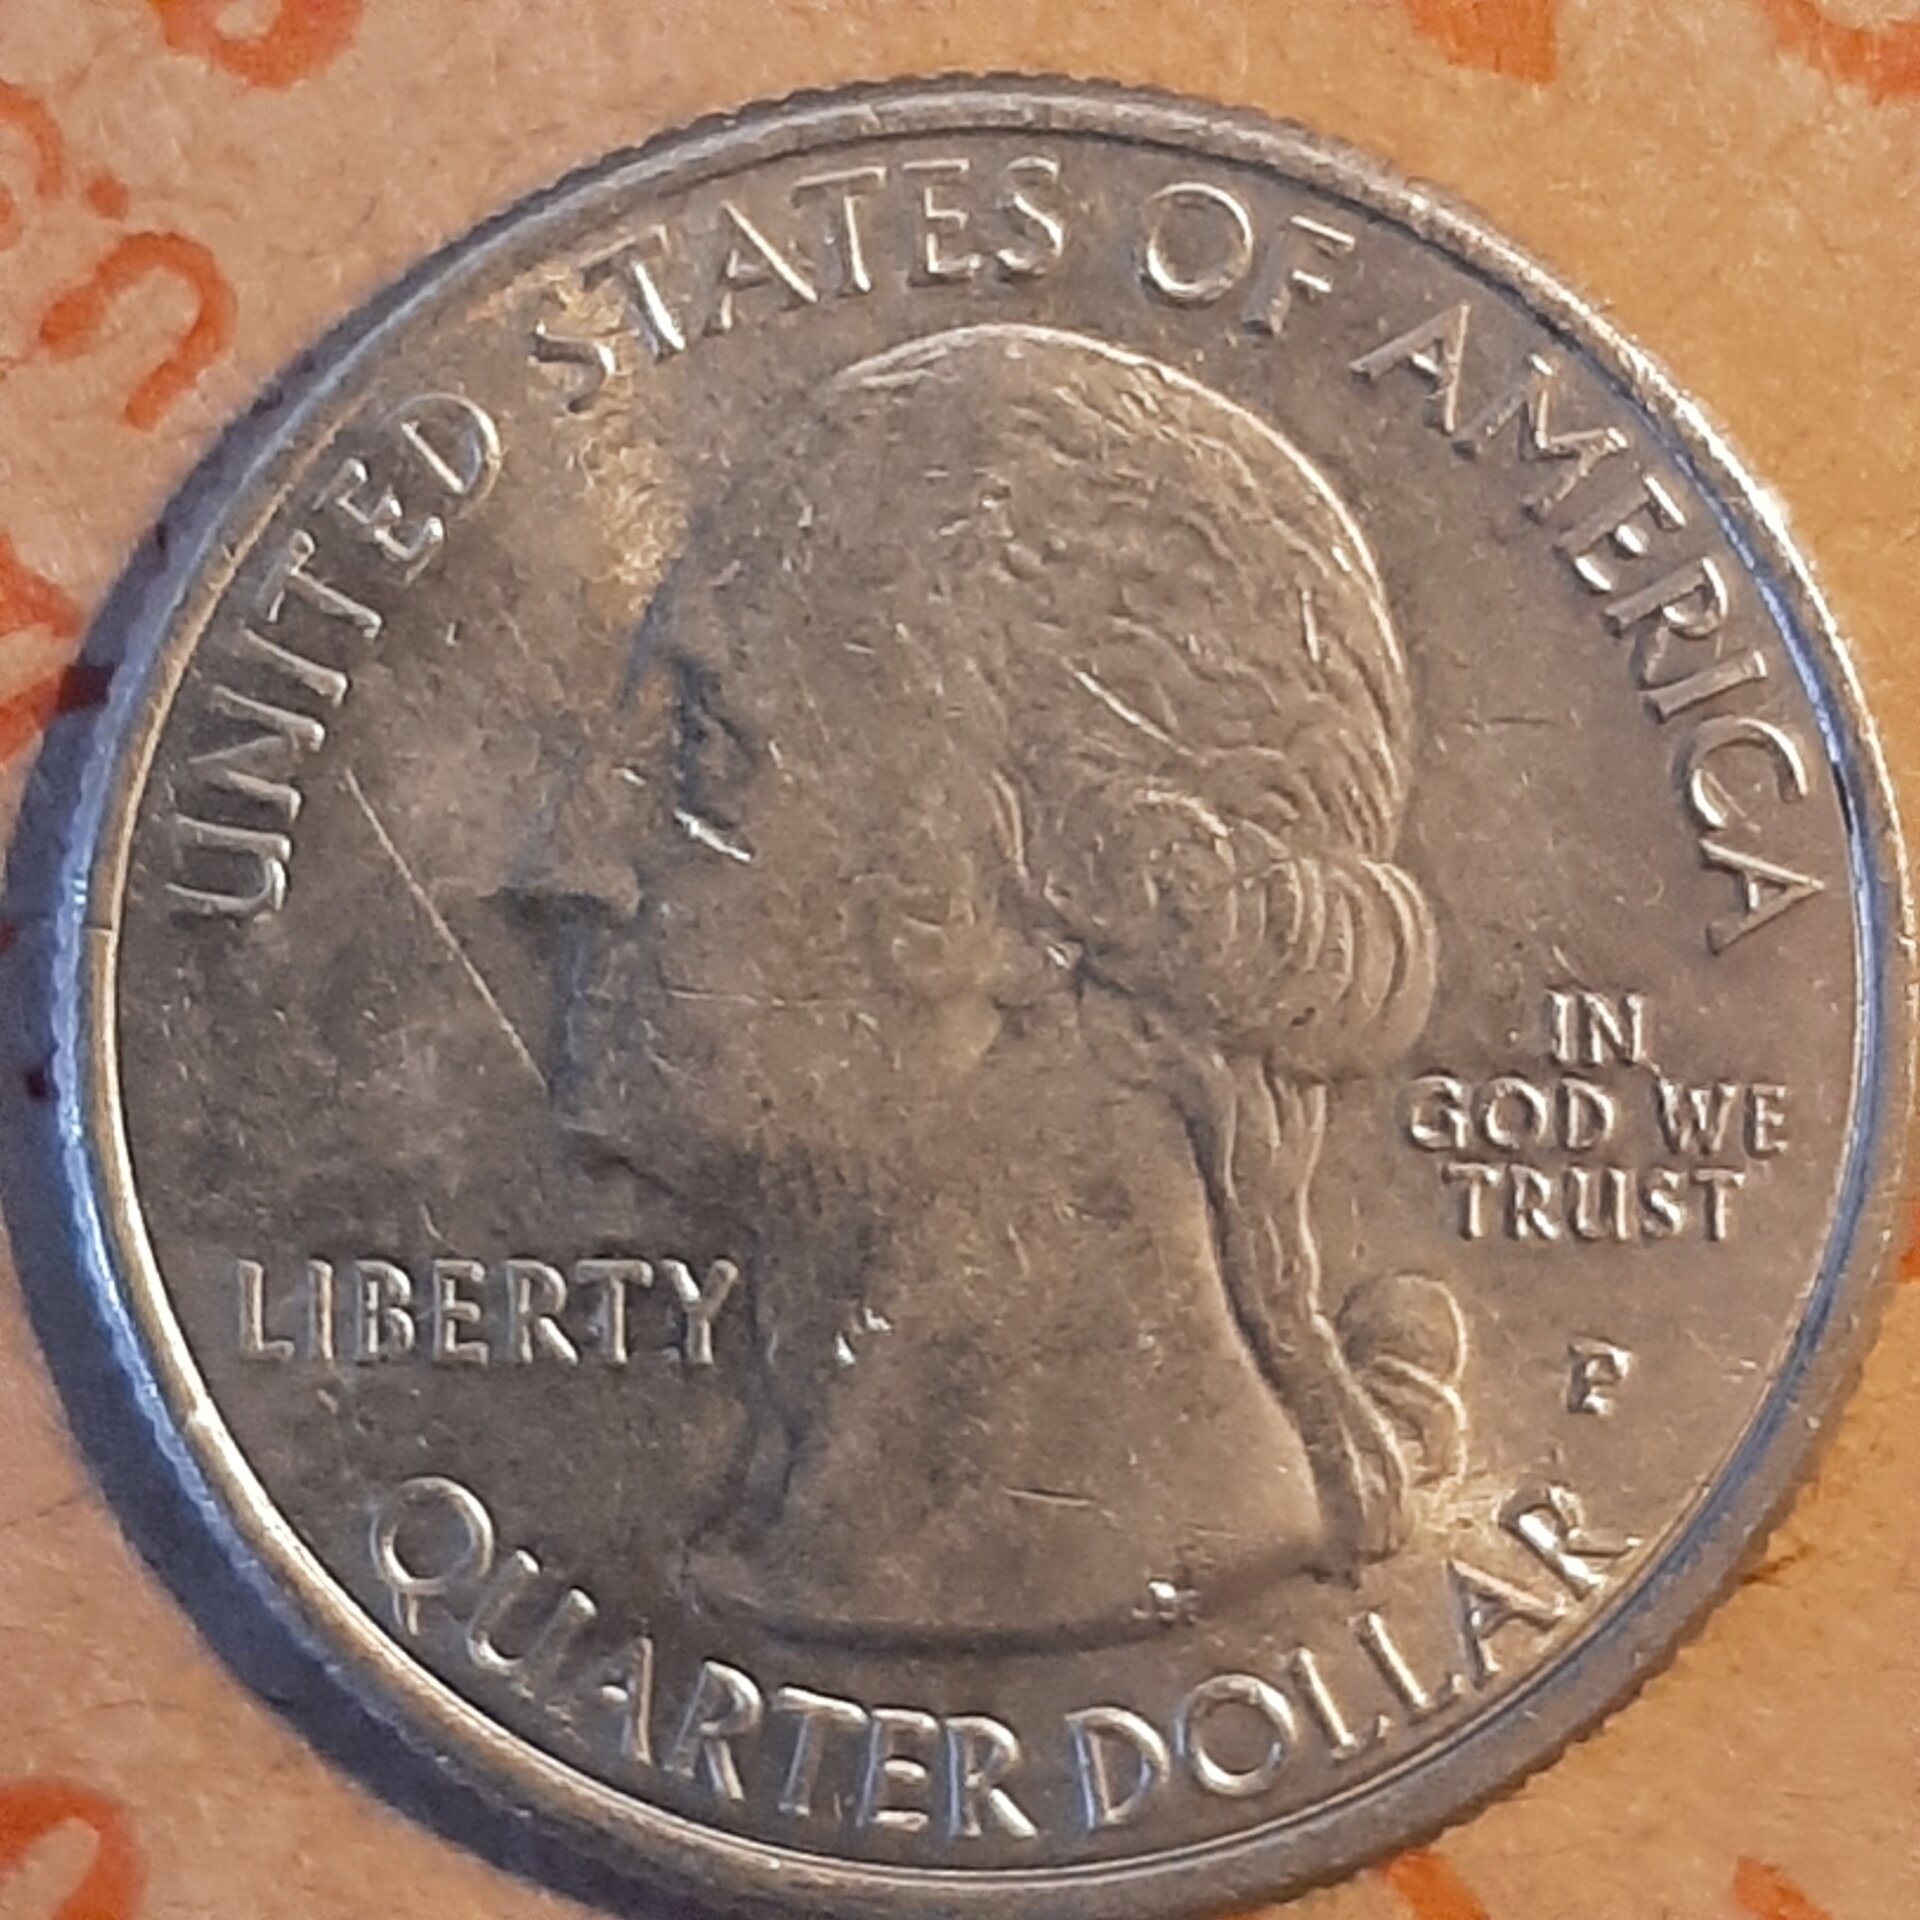 UNITED STATES OF AMERICA
LIBERTY
IN
GOD WE
TRUST
P
QUARTER DOLLAR